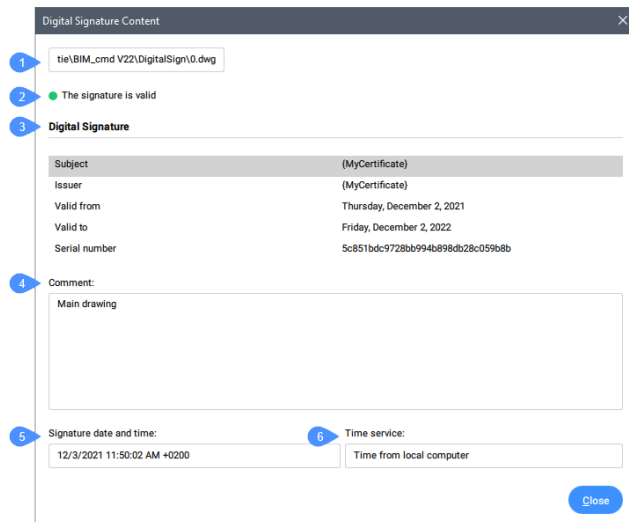 Digital Signature Content
1 tie\BIM_cmd V22\DigitalSign\0.dwg
2 The signature is valid
3 Digital Signature
Subject {MyCertificate}
Issuer {MyCertificate}
Valid from Thursday, December 2, 2021
Valid to Friday, December 2, 2022
Serial number 5c851bdc9728bb994b898db28c059b8b
4 Comment:
Main drawing
5 Signature date and time: 6 Time service:
12/3/2021 11:50:02 AM +0200 Time from local computer
Close